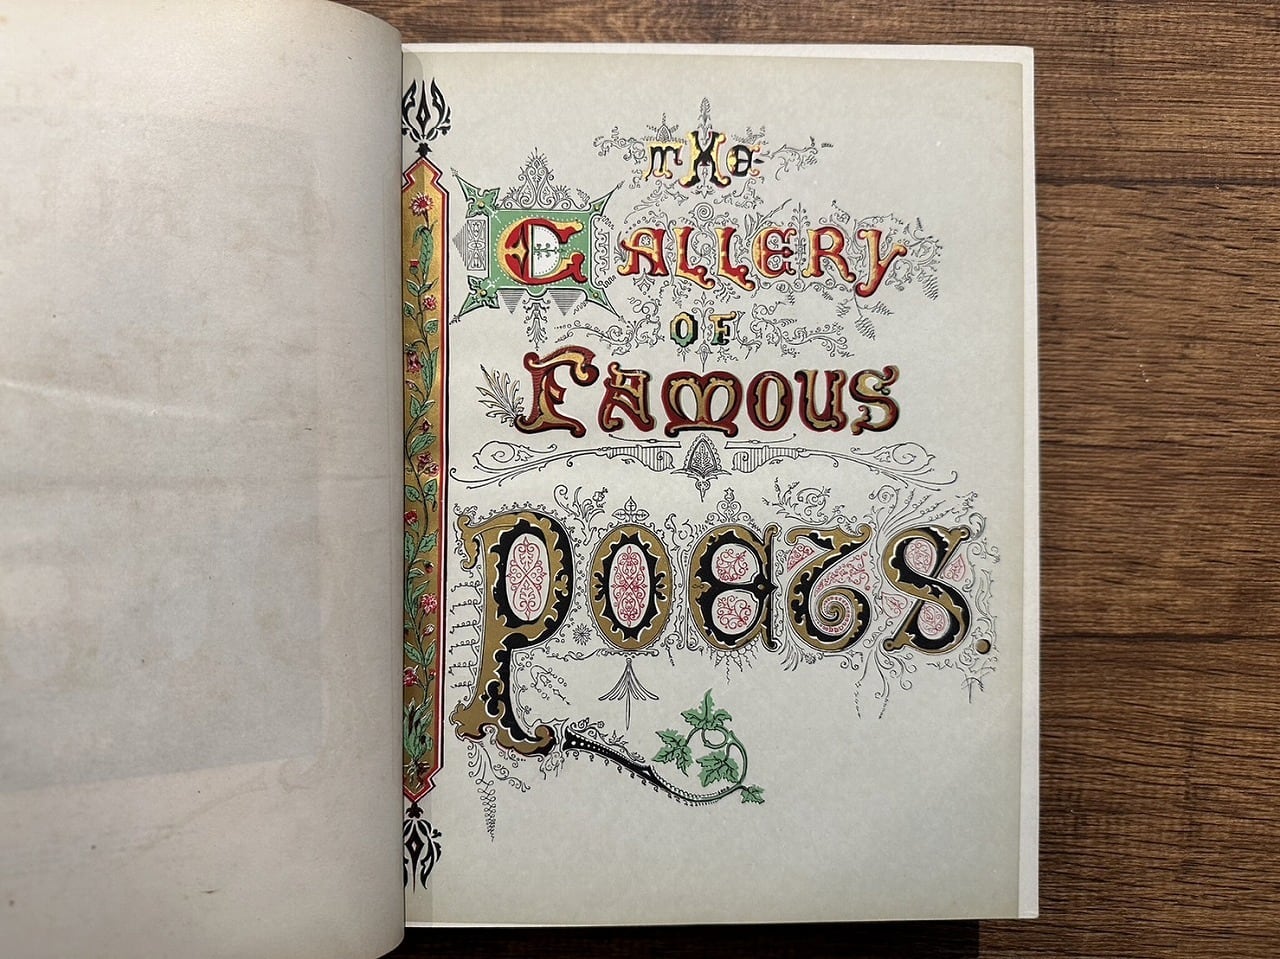 The
Gallery
of
Famous
Poets.